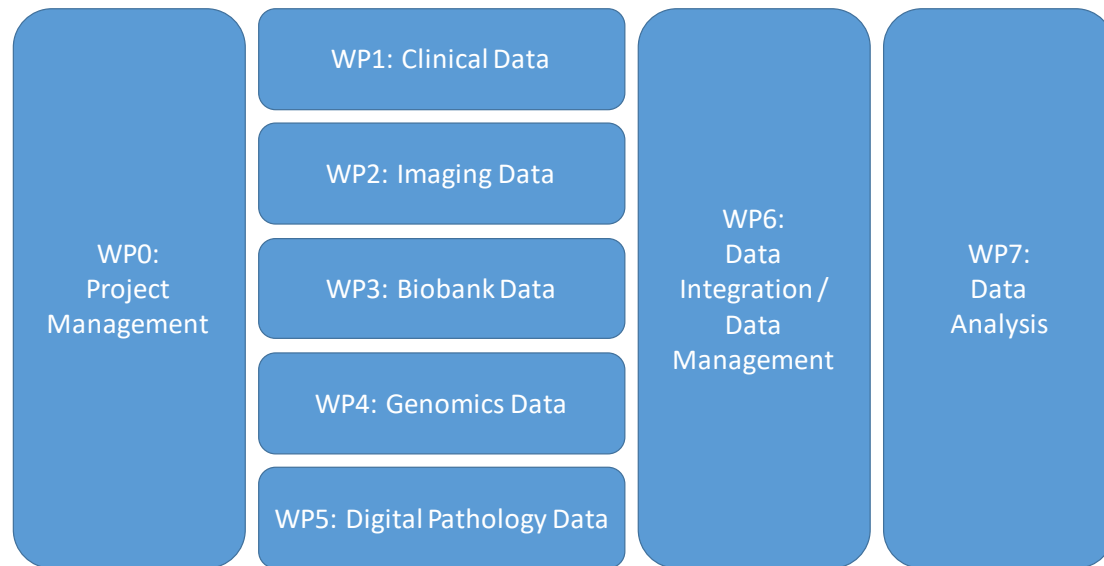 WP0:
Project
Management
WP1: Clinical Data
WP2: Imaging Data
WP3: Biobank Data
WP4: Genomics Data
WP5: Digital Pathology Data
WP6:
Data
Integration /
Data
Management
WP7:
Data
Analysis